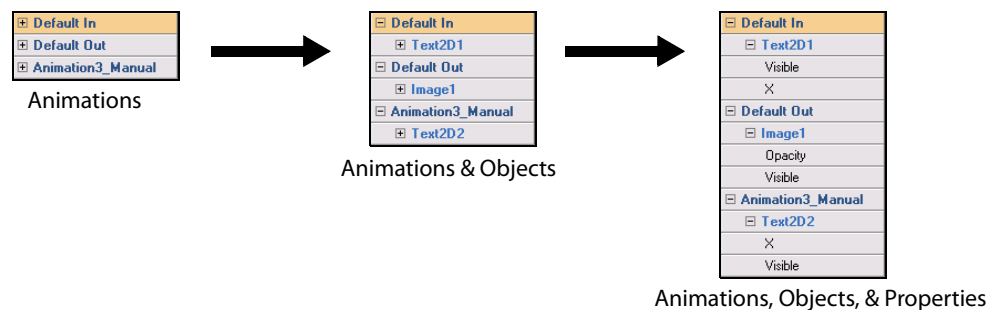 Default In
Default Out
Animation3_Manual
Animations
Default In
Text2D1
Default Out
Image1
Animation3_Manual
Text2D2
Animations & Objects
Default In
Text2D1
Visible
X
Default Out
Image1
Opacity
Visible
Animation3_Manual
Text2D2
X
Visible
Animations, Objects, & Properties